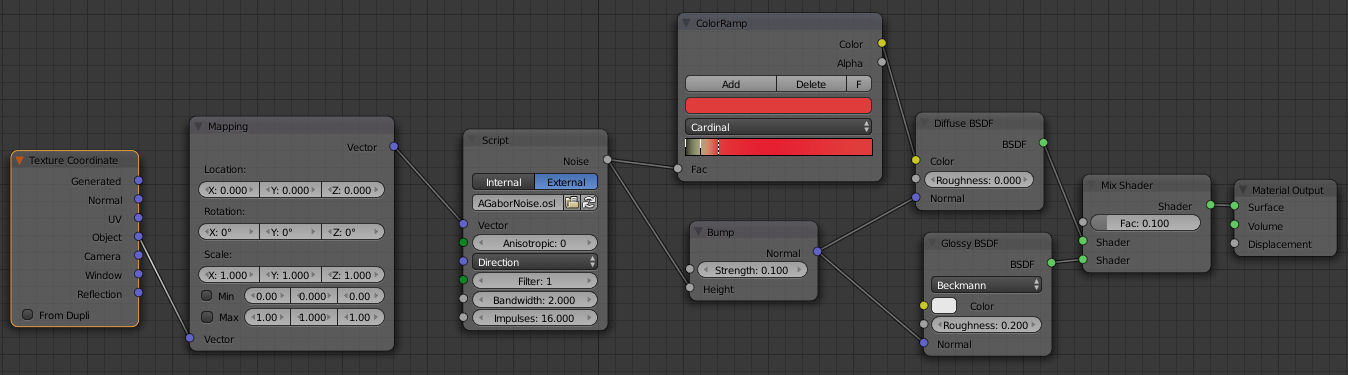 Texture Coordinate
Generated
Normal
UV
Object
Camera
Window
Reflection
From Dupli
Mapping
Vector
Location:
X: 0.000 Y: 0.000 Z: 0.000
Rotation:
X: 0° Y: 0° Z: 0°
Scale:
X: 1.000 Y: 1.000 Z: 1.000
Min 0.00 0.000 0.00
Max 1.00 1.000 1.00
Vector
Script
Noise
Internal External
AGaborNoise.osl
Vector
Anisotropic: 0
Direction
Filter: 1
Bandwidth: 2.000
Impulses: 16.000
ColorRamp
Color
Alpha
Add Delete F
Cardinal
Fac
Bump
Normal
Strength: 0.100
Height
Diffuse BSDF
BSDF
Color
Roughness: 0.000
Normal
Glossy BSDF
BSDF
Beckmann
Color
Roughness: 0.200
Normal
Mix Shader
Shader
Fac: 0.100
Shader
Shader
Material Output
Surface
Volume
Displacement